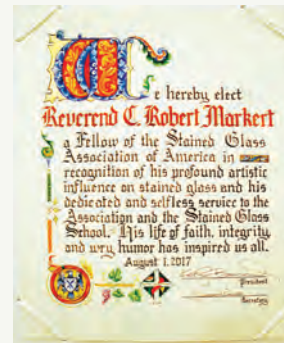 We hereby elect
Reverend C. Robert Markert
a Fellow of the Stained Glass
Association of America in
recognition of his profound artistic
influence on stained glass and his
dedicated and selfless service to the
Association and the Stained Glass
School. His life of faith, integrity,
and wry humor has inspired us all.
August 1, 2017
President
Secretary